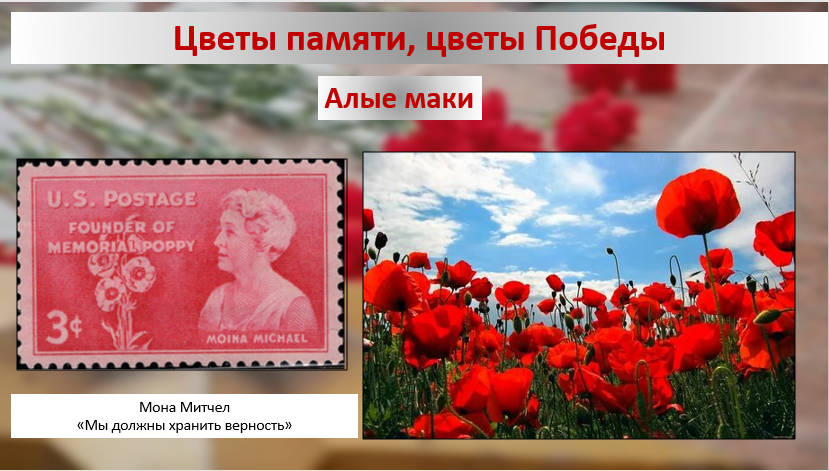 Цветы памяти, цветы Победы
Алые маки
U.S. POSTAGE
FOUNDER OF
MEMORIAL POPPY
3¢
MOINA MICHAEL
Мона Митчел
«Мы должны хранить верность»